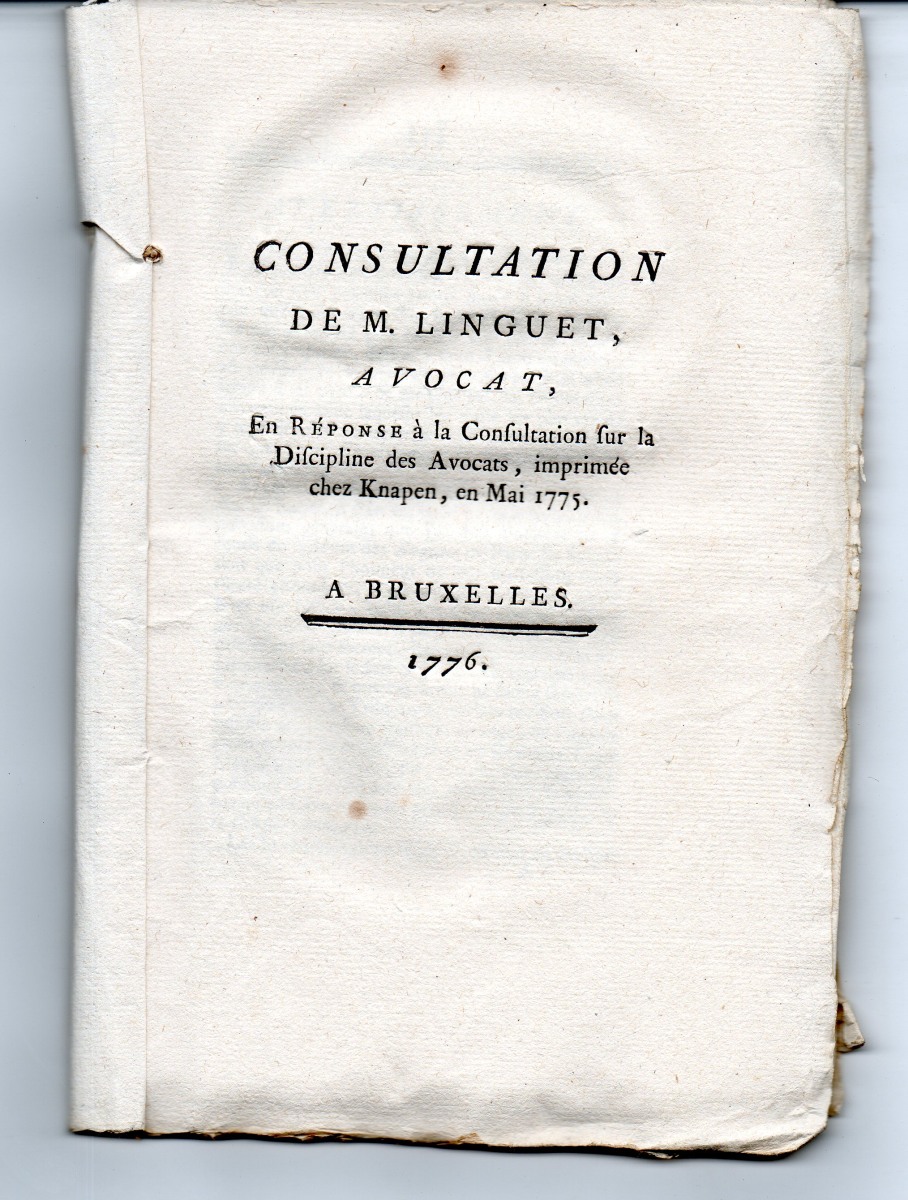 CONSULTATION
DE M. LINGUET,
AVOCAT,
En RÉPONSE à la Conſultation ſur la
Diſcipline des Avocats, imprimée
chez Knapen, en Mai 1775.
A BRUXELLES.
1776.